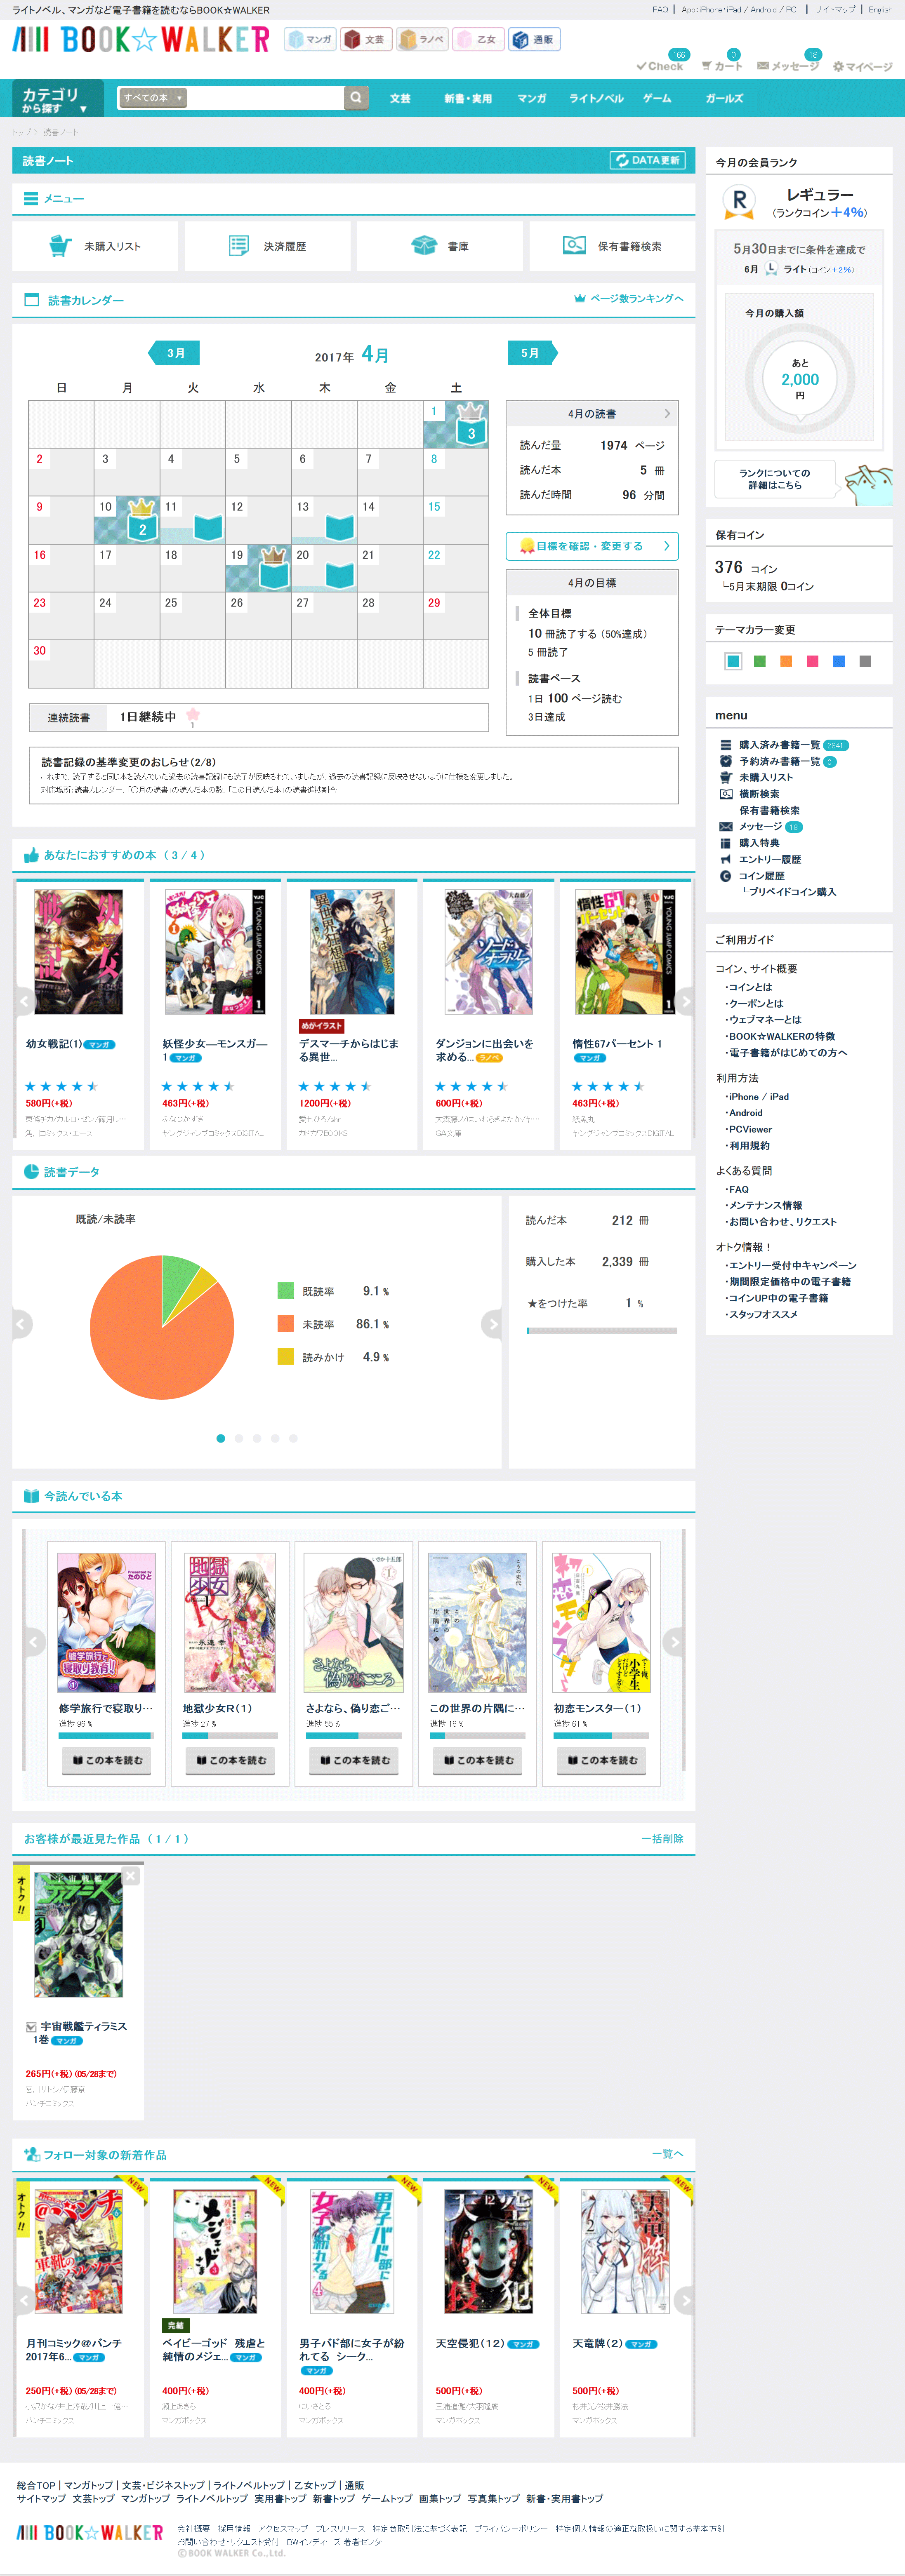 ライトノベル、マンガなど電子書籍を読むならBOOK☆WALKER
FAQ | App：iPhone・iPad / Android / PC | サイトマップ | English
BOOK☆WALKER
マンガ 文芸 ラノベ 乙女 通販
166 0 18
Check カート メッセージ マイページ
カテゴリ
から探す ▼
すべての本 ▼
文芸 新書・実用 マンガ ライトノベル ゲーム ガールズ
トップ 〉 読書ノート
読書ノート
DATA更新
メニュー
未購入リスト 決済履歴 書庫 保有書籍検索
読書カレンダー
ページ数ランキングへ
3月
2017年 4月
5月
日 月 火 水 木 金 土
1 3
2 3 4 5 6 7 8
9 10 2 11 12 13 14 15
16 17 18 19 20 21 22
23 24 25 26 27 28 29
30
4月の読書
読んだ量 1974 ページ
読んだ本 5 冊
読んだ時間 96 分間
目標を確認・変更する
4月の目標
全体目標
10 冊読了する （50%達成）
5 冊読了
読書ペース
1日 100 ページ読む
3日達成
連続読書 1日継続中 1
読書記録の基準変更のおしらせ（2/8）
これまで、読了すると同じ本を読んでいた過去の読書記録にも読了が反映されていましたが、過去の読書記録に反映させないように仕様を変更しました。
対応場所：読書カレンダー、「〇月の読書」の読んだ本の数、「この日読んだ本」の読書進捗割合
あなたにおすすめの本 （ 3 / 4 ）
幼女戦記(1) マンガ
580円(+税)
東條チカ/カルロ・ゼン/篠月し…
角川コミックス・エース
妖怪少女―モンスガ―
1 マンガ
463円(+税)
ふなつかずき
ヤングジャンプコミックスDIGITAL
めがイラスト
デスマーチからはじま
る異世...
1200円(+税)
愛七ひろ/shri
カドカワBOOKS
ダンジョンに出会いを
求める... ラノベ
600円(+税)
大森藤ノ/はいむらきよたか/ヤ…
GA文庫
惰性67パーセント 1
マンガ
463円(+税)
紙魚丸
ヤングジャンプコミックスDIGITAL
読書データ
既読/未読率
既読率 9.1 %
未読率 86.1 %
読みかけ 4.9 %
読んだ本 212 冊
購入した本 2,339 冊
★をつけた率 1 %
今読んでいる本
修学旅行で寝取り…
進捗 96 %
この本を読む
地獄少女R（1）
進捗 27 %
この本を読む
さよなら、偽り恋ご…
進捗 55 %
この本を読む
この世界の片隅に…
進捗 16 %
この本を読む
初恋モンスター（1）
進捗 61 %
この本を読む
お客様が最近見た作品 （ 1 / 1 ）
一括削除
オトク!!
宇宙戦艦ティラミス
1巻 マンガ
265円(+税) (05/28まで)
宮川サトシ/伊藤亰
バンチコミックス
フォロー対象の新着作品
一覧へ
オトク!! NEW
月刊コミック＠バンチ
2017年6... マンガ
250円(+税) (05/28まで)
小沢かな/井上淳哉/川上十億…
バンチコミックス
NEW
完結
ベイビーゴッド　残虐と
純情のメジェ... マンガ
400円(+税)
瀬上あきら
マンガボックス
NEW
男子バド部に女子が紛
れてる　シーク...
マンガ
400円(+税)
にいさとる
マンガボックス
NEW
天空侵犯（12） マンガ
500円(+税)
三浦追儺/大羽隆廣
マンガボックス
NEW
天竜牌（2） マンガ
500円(+税)
杉井光/松井勝法
マンガボックス
今月の会員ランク
R レギュラー
（ランクコイン＋4%）
5月30日までに条件を達成で
6月 L ライト（コイン＋2%）
今月の購入額
あと
2,000
円
ランクについての
詳細はこちら
保有コイン
376 コイン
└5月末期限 0コイン
テーマカラー変更
menu
購入済み書籍一覧 2841
予約済み書籍一覧 0
未購入リスト
横断検索
保有書籍検索
メッセージ 18
購入特典
エントリー履歴
コイン履歴
└プリペイドコイン購入
ご利用ガイド
コイン、サイト概要
・コインとは
・クーポンとは
・ウェブマネーとは
・BOOK☆WALKERの特徴
・電子書籍がはじめての方へ
利用方法
・iPhone / iPad
・Android
・PCViewer
・利用規約
よくある質問
・FAQ
・メンテナンス情報
・お問い合わせ、リクエスト
オトク情報！
・エントリー受付中キャンペーン
・期間限定価格中の電子書籍
・コインUP中の電子書籍
・スタッフオススメ
総合TOP | マンガトップ | 文芸・ビジネストップ | ライトノベルトップ | 乙女トップ | 通販
サイトマップ 文芸トップ マンガトップ ライトノベルトップ 実用書トップ 新書トップ ゲームトップ 画集トップ 写真集トップ 新書・実用書トップ
BOOK☆WALKER
会社概要 採用情報 アクセスマップ プレスリリース 特定商取引法に基づく表記 プライバシーポリシー 特定個人情報の適正な取扱いに関する基本方針
お問い合わせ・リクエスト受付 BWインディーズ 著者センター
©BOOK WALKER Co.,Ltd.